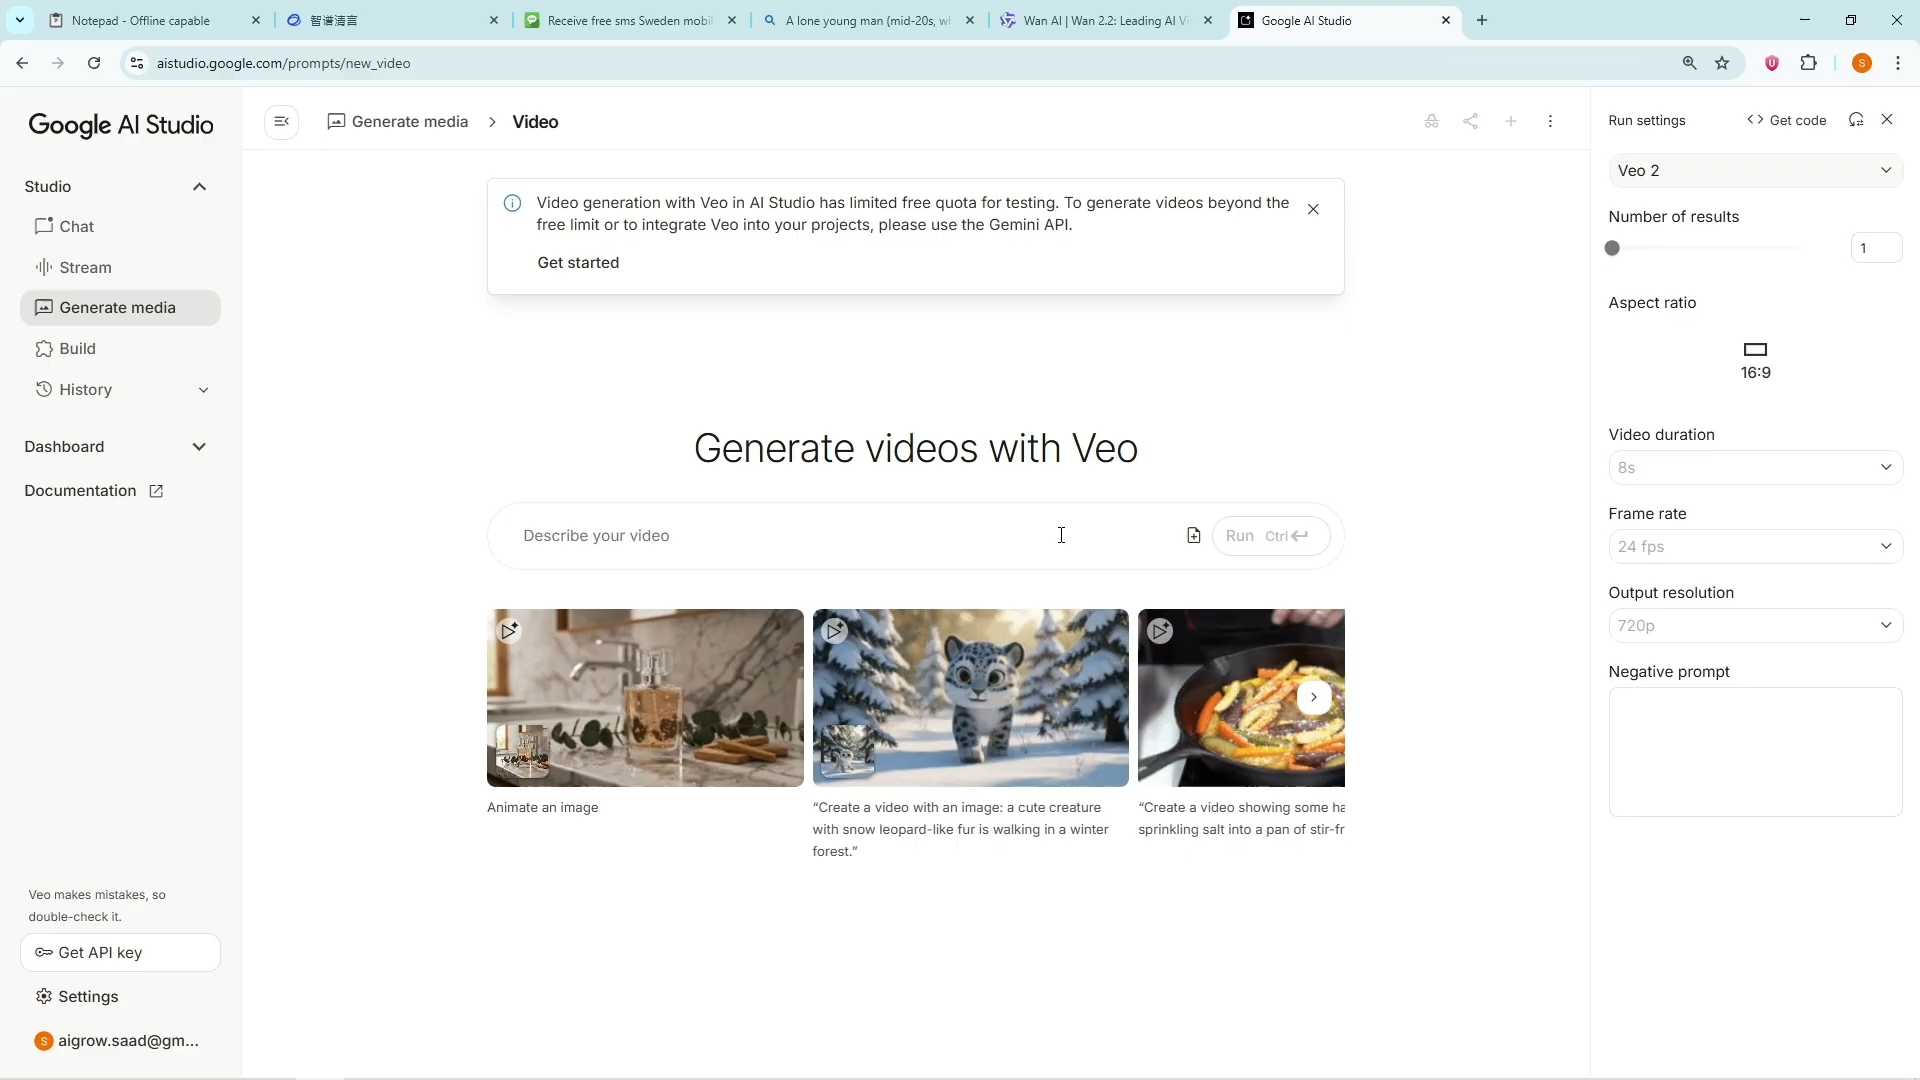 Notepad - Offline capable
智谱清言
Receive free sms Sweden mobil
A lone young man (mid-20s, wh
Wan AI | Wan 2.2: Leading AI Vi
Google AI Studio
aistudio.google.com/prompts/new_video
S
Google AI Studio
Studio
Chat
Stream
Generate media
Build
History
Dashboard
Documentation
Veo makes mistakes, so
double-check it.
Get API key
Settings
S aigrow.saad@gm...
Generate media > Video
Video generation with Veo in AI Studio has limited free quota for testing. To generate videos beyond the
free limit or to integrate Veo into your projects, please use the Gemini API.
Get started
Generate videos with Veo
Describe your video
Run Ctrl
Animate an image
“Create a video with an image: a cute creature
with snow leopard-like fur is walking in a winter
forest.”
“Create a video showing some ha
sprinkling salt into a pan of stir-fr
Run settings
<> Get code
Veo 2
Number of results
1
Aspect ratio
16:9
Video duration
8s
Frame rate
24 fps
Output resolution
720p
Negative prompt